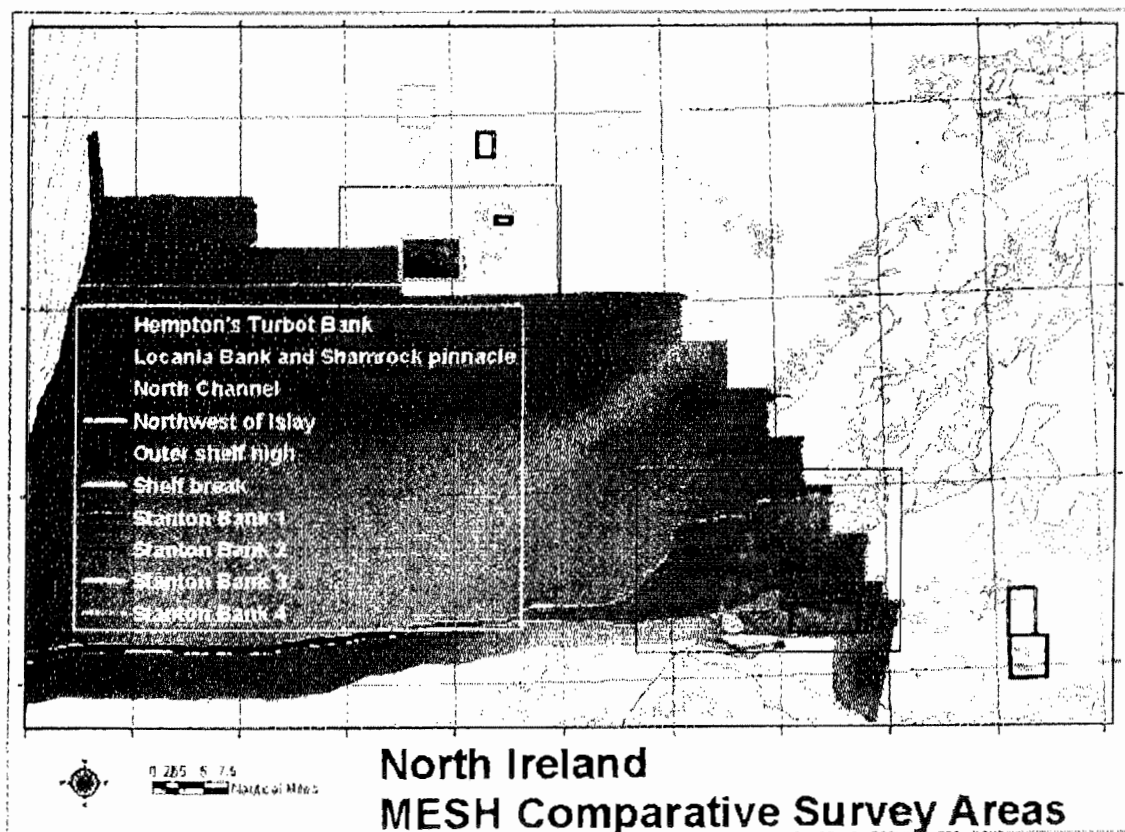 Hempton's Turbot Bank
Locania Bank and Shamrock pinnacle
North Channel
Northwest of Islay
Outer shelf high
Shelf break
Stanton Bank 1
Stanton Bank 2
Stanton Bank 3
Stanton Bank 4
Nautical Miles
North Ireland
MESH Comparative Survey Areas